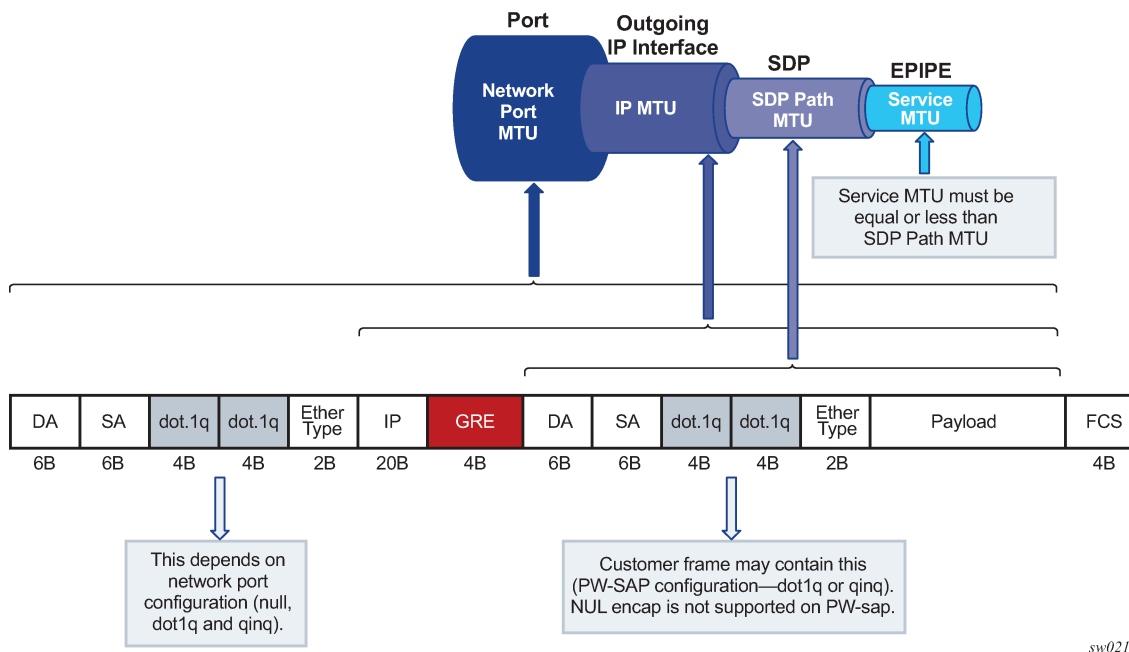 Port
Outgoing
IP Interface
SDP
EPIPE
Network
Port
MTU
IP MTU
SDP Path
MTU
Service
MTU
Service MTU must be
equal or less than
SDP Path MTU
DA
SA
dot.1q
dot.1q
Ether
Type
IP
GRE
DA
SA
dot.1q
dot.1q
Ether
Type
Payload
FCS
6B
6B
4B
4B
2B
20B
4B
6B
6B
4B
4B
2B
4B
This depends on
network port
configuration (null,
dot1q and qinq).
Customer frame may contain this
(PW-SAP configuration—dot1q or qinq).
NUL encap is not supported on PW-sap.
sw021